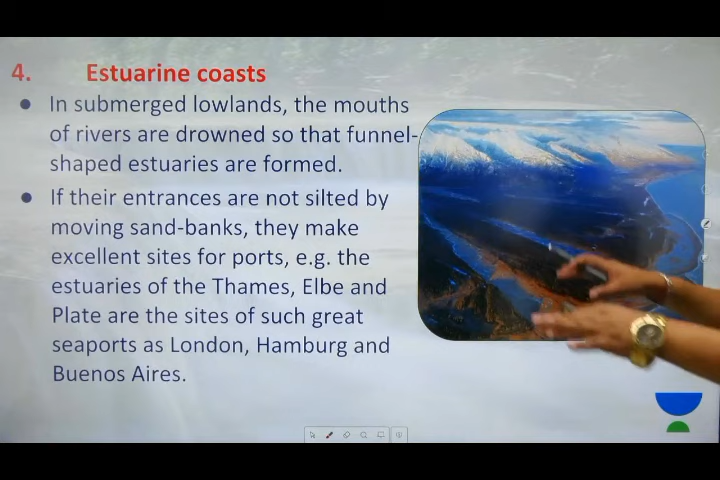 4. Estuarine coasts
● In submerged lowlands, the mouths
of rivers are drowned so that funnel-
shaped estuaries are formed.
● If their entrances are not silted by
moving sand-banks, they make
excellent sites for ports, e.g. the
estuaries of the Thames, Elbe and
Plate are the sites of such great
seaports as London, Hamburg and
Buenos Aires.